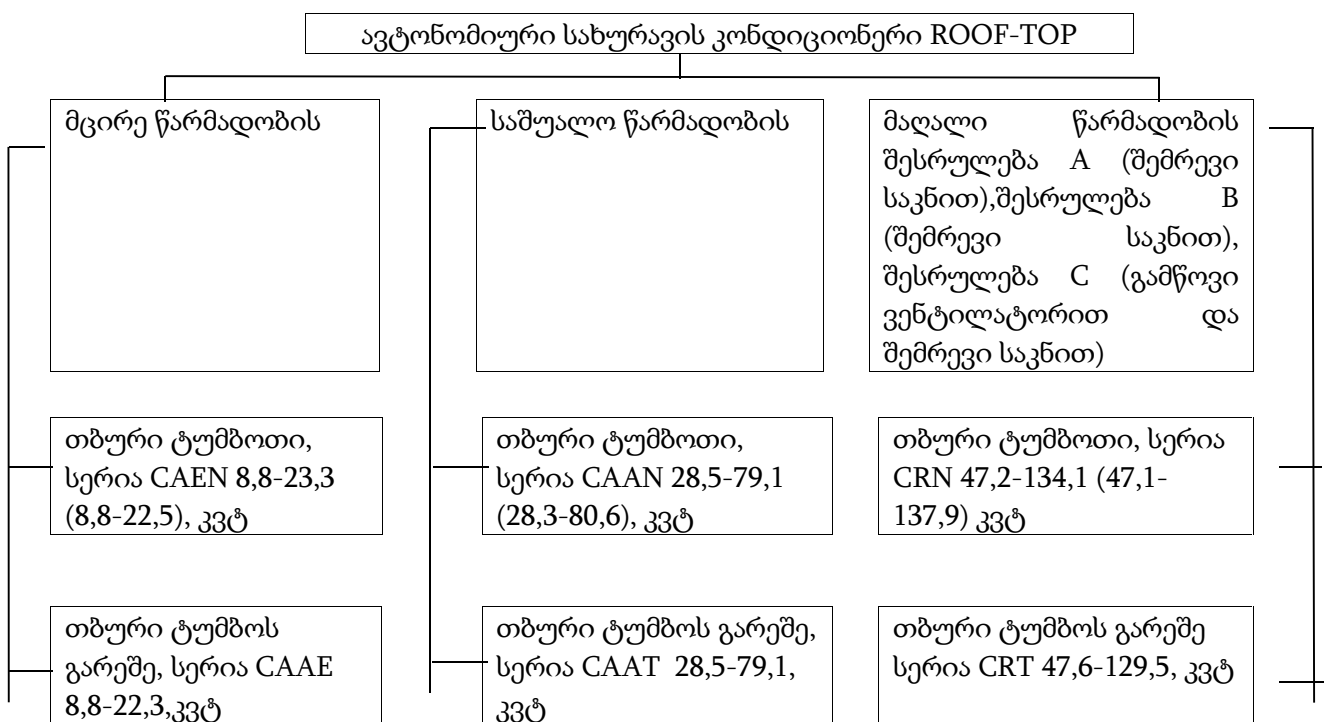 ავტონომიური სახურავის კონდიციონერი ROOF-TOP
მცირე წარმადობის
საშუალო წარმადობის
მაღალი წარმადობის
შესრულება A (შემრევი
საკნით),შესრულება B
(შემრევი საკნით),
შესრულება C (გამწოვი
ვენტილატორით და
შემრევი საკნით)
თბური ტუმბოთი,
სერია CAEN 8,8-23,3
(8,8-22,5), კვტ
თბური ტუმბოთი,
სერია CAAN 28,5-79,1
(28,3-80,6), კვტ
თბური ტუმბოთი, სერია
CRN 47,2-134,1 (47,1-
137,9) კვტ
თბური ტუმბოს
გარეშე, სერია CAAE
8,8-22,3,კვტ
თბური ტუმბოს გარეშე,
სერია CAAT 28,5-79,1,
კვტ
თბური ტუმბოს გარეშე
სერია CRT 47,6-129,5, კვტ